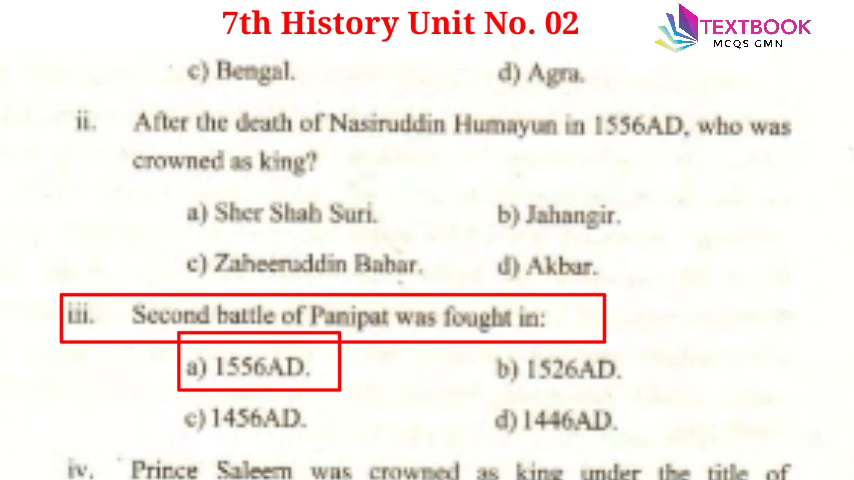 7th History Unit No. 02
TEXTBOOK
MCQS GMN
c) Bengal. d) Agra.
ii. After the death of Nasiruddin Humayun in 1556AD, who was
crowned as king?
a) Sher Shah Suri. b) Jahangir.
c) Zaheeruddin Babar. d) Akbar.
iii. Second battle of Panipat was fought in:
a) 1556AD. b) 1526AD.
c) 1456AD. d) 1446AD.
iv. Prince Saleem was crowned as king under the title of